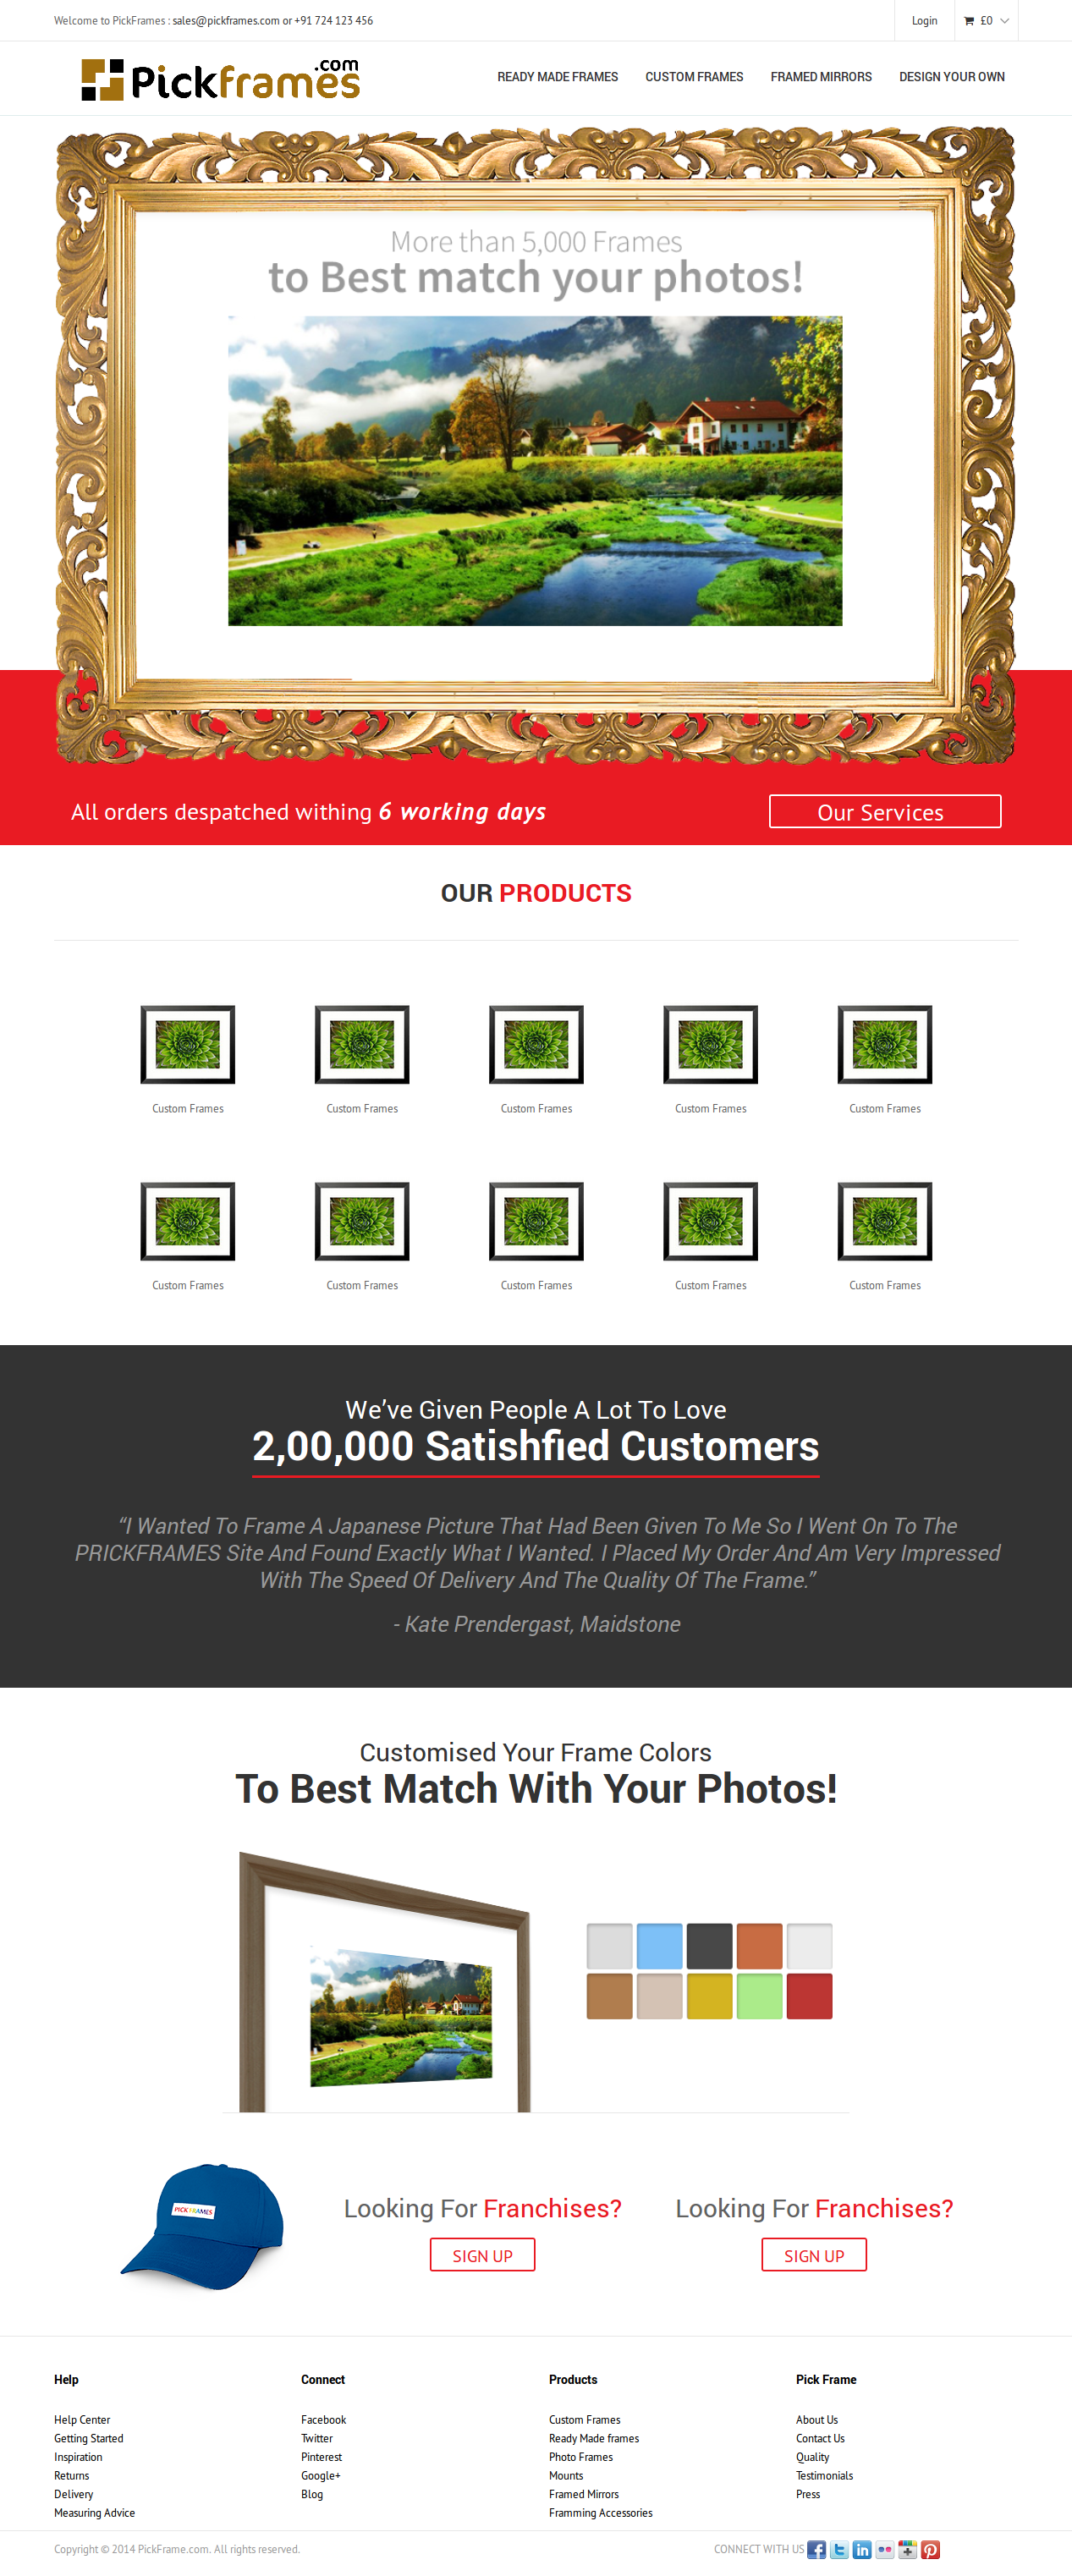 Welcome to PickFrames : sales@pickframes.com or +91 724 123 456
Login
£0
Pickframes.com
READY MADE FRAMES
CUSTOM FRAMES
FRAMED MIRRORS
DESIGN YOUR OWN
More than 5,000 Frames
to Best match your photos!
All orders despatched withing 6 working days
Our Services
OUR PRODUCTS
Custom Frames
Custom Frames
Custom Frames
Custom Frames
Custom Frames
Custom Frames
Custom Frames
Custom Frames
Custom Frames
Custom Frames
We’ve Given People A Lot To Love
2,00,000 Satishfied Customers
“I Wanted To Frame A Japanese Picture That Had Been Given To Me So I Went On To The
PRICKFRAMES Site And Found Exactly What I Wanted. I Placed My Order And Am Very Impressed
With The Speed Of Delivery And The Quality Of The Frame.”
- Kate Prendergast, Maidstone
Customised Your Frame Colors
To Best Match With Your Photos!
PICKFRAMES
Looking For Franchises?
SIGN UP
Looking For Franchises?
SIGN UP
Help
Help Center
Getting Started
Inspiration
Returns
Delivery
Measuring Advice
Connect
Facebook
Twitter
Pinterest
Google+
Blog
Products
Custom Frames
Ready Made frames
Photo Frames
Mounts
Framed Mirrors
Framming Accessories
Pick Frame
About Us
Contact Us
Quality
Testimonials
Press
Copyright © 2014 PickFrame.com. All rights reserved.
CONNECT WITH US